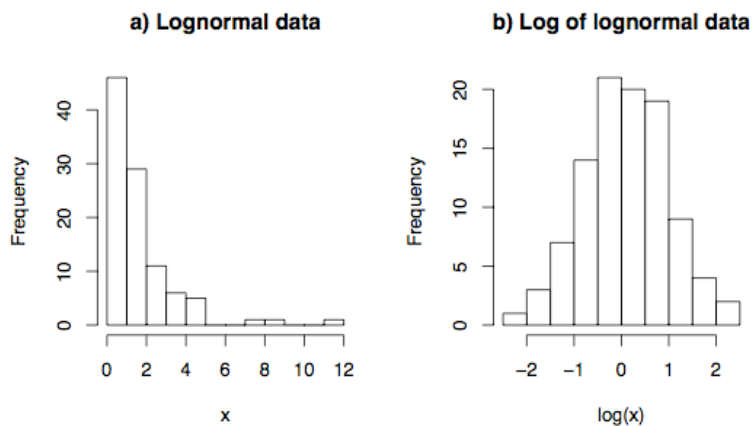 a) Lognormal data
Frequency
0 10 20 30 40
0 2 4 6 8 10 12
x
b) Log of lognormal data
Frequency
0 5 10 15 20
−2 −1 0 1 2
log(x)